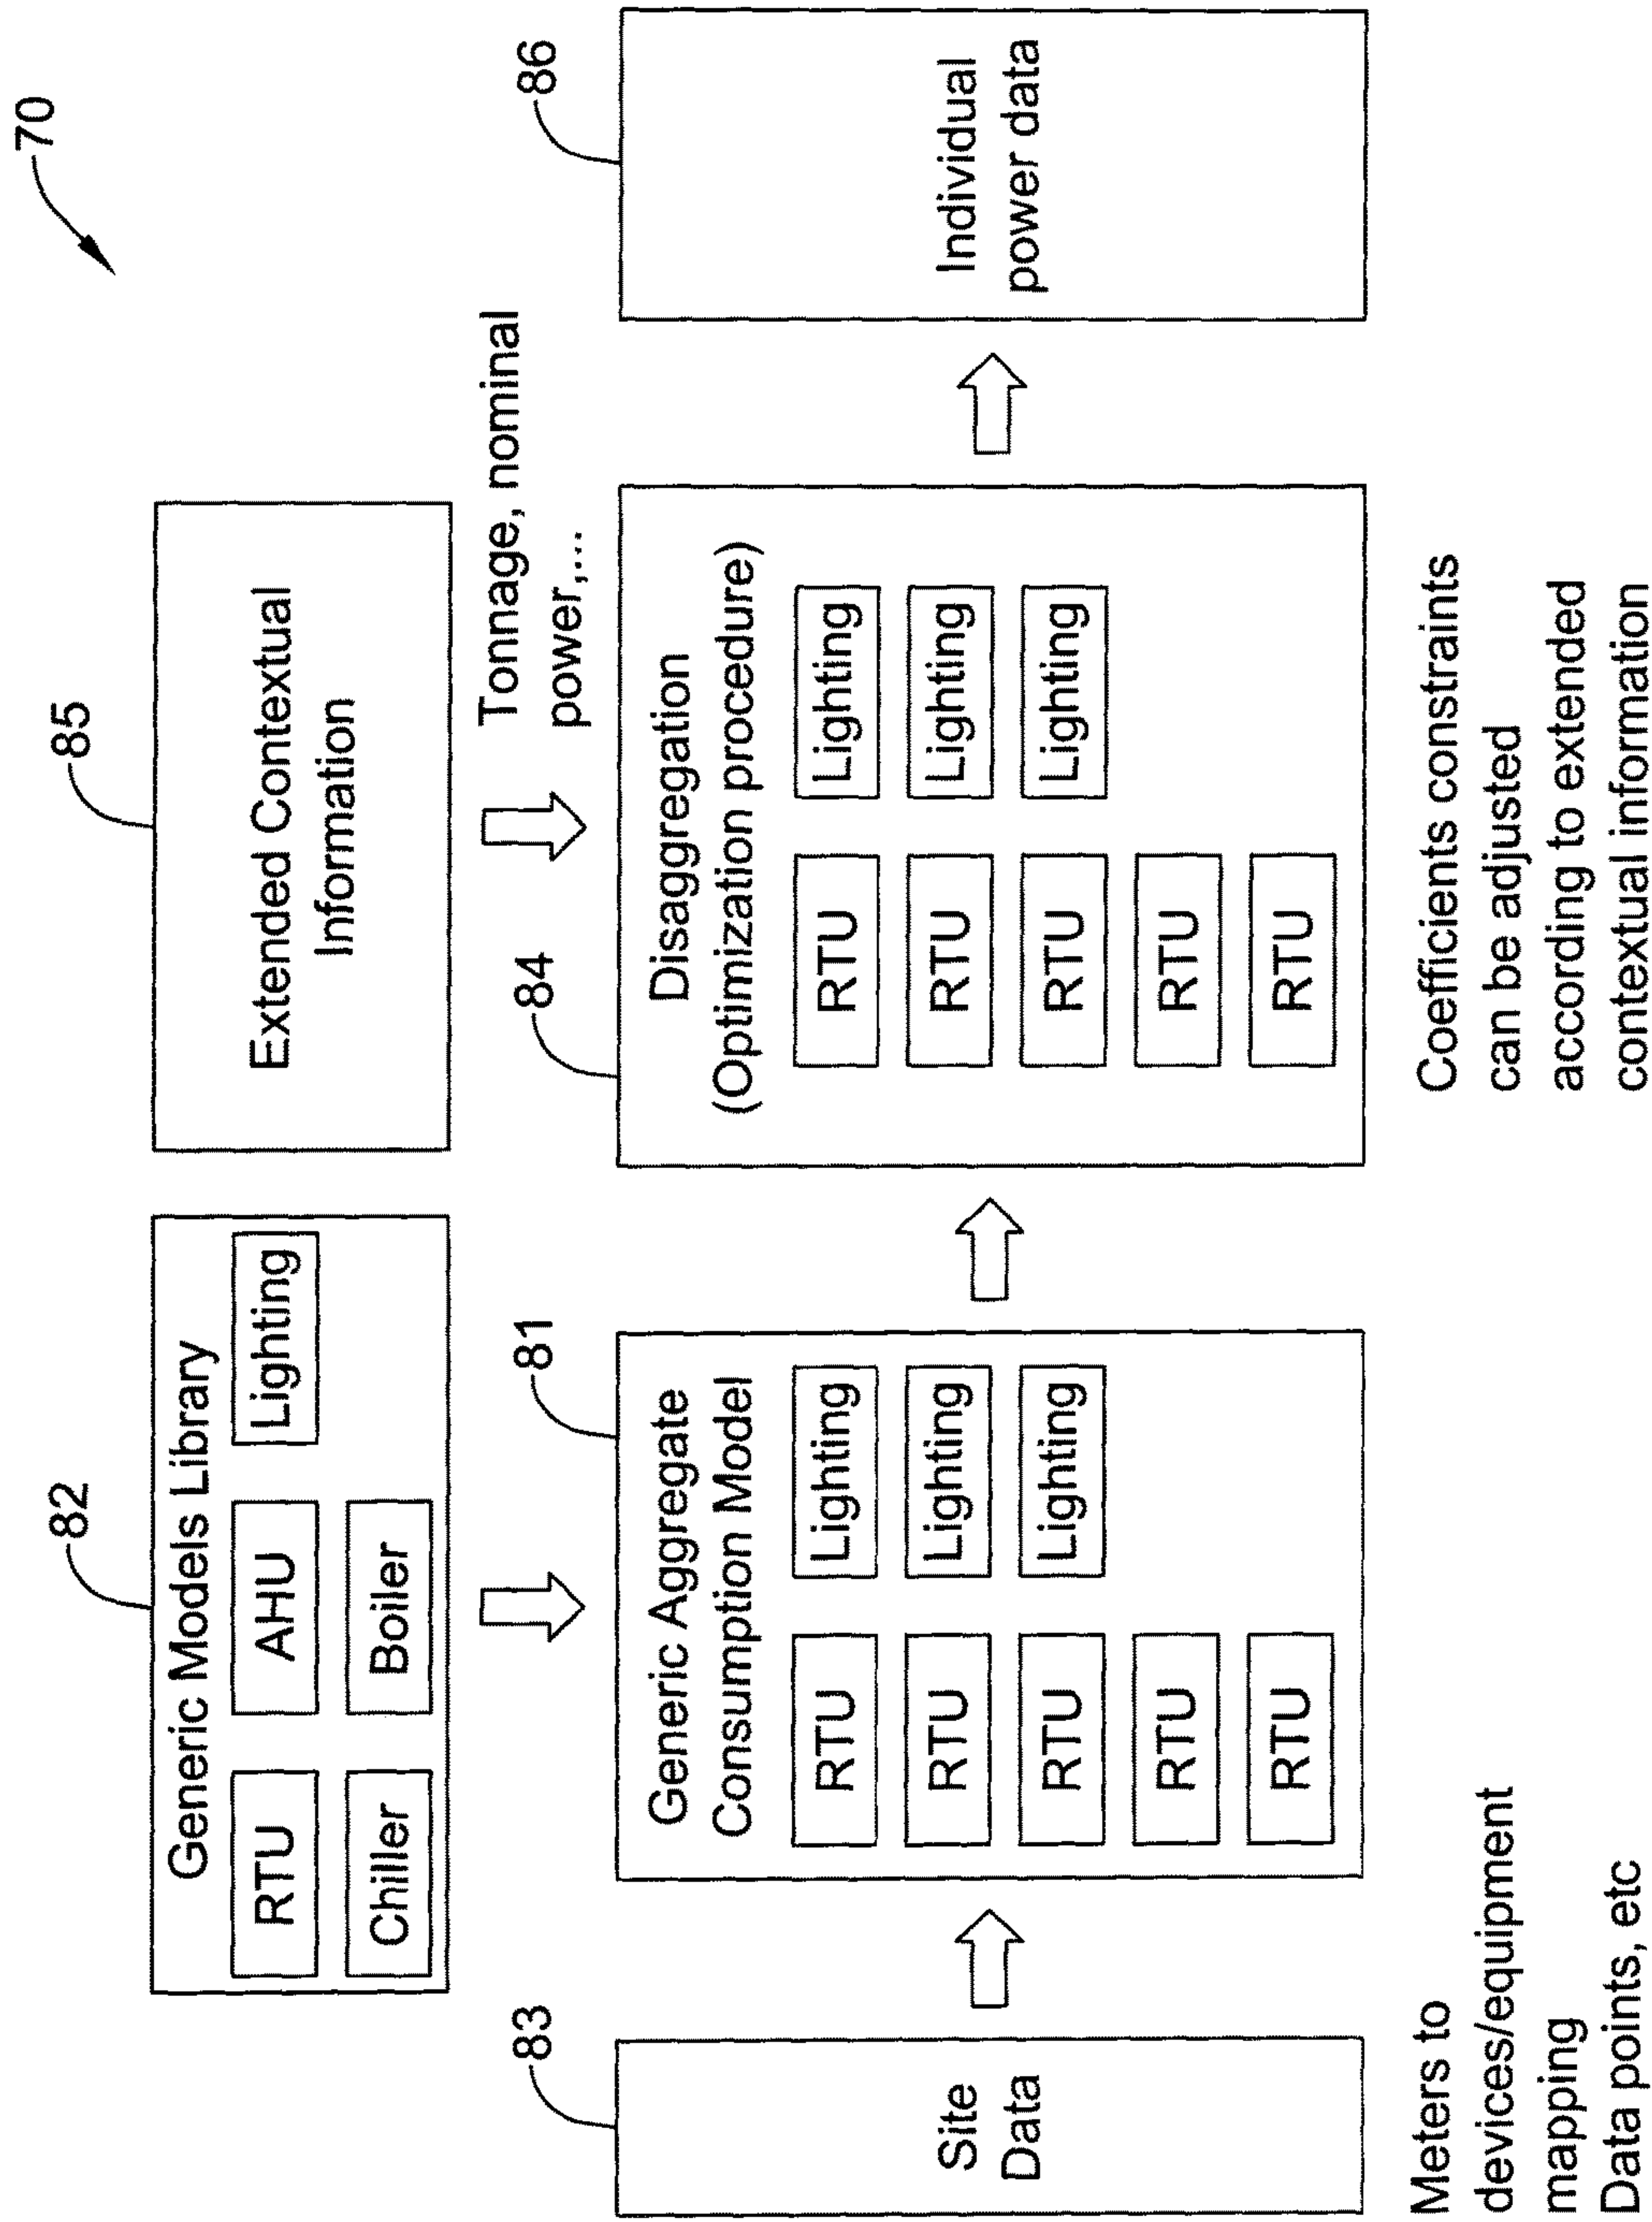 70
82
Generic Models Library
RTU
AHU
Lighting
Chiller
Boiler
85
Extended Contextual
Information
Tonnage, nominal
power,...
83
Site
Data
81
Generic Aggregate
Consumption Model
RTU
Lighting
RTU
Lighting
RTU
Lighting
RTU
RTU
84
Disaggregation
(Optimization procedure)
RTU
Lighting
RTU
Lighting
RTU
Lighting
RTU
RTU
86
Individual
power data
Meters to
devices/equipment
mapping
Data points, etc
Coefficients constraints
can be adjusted
according to extended
contextual information